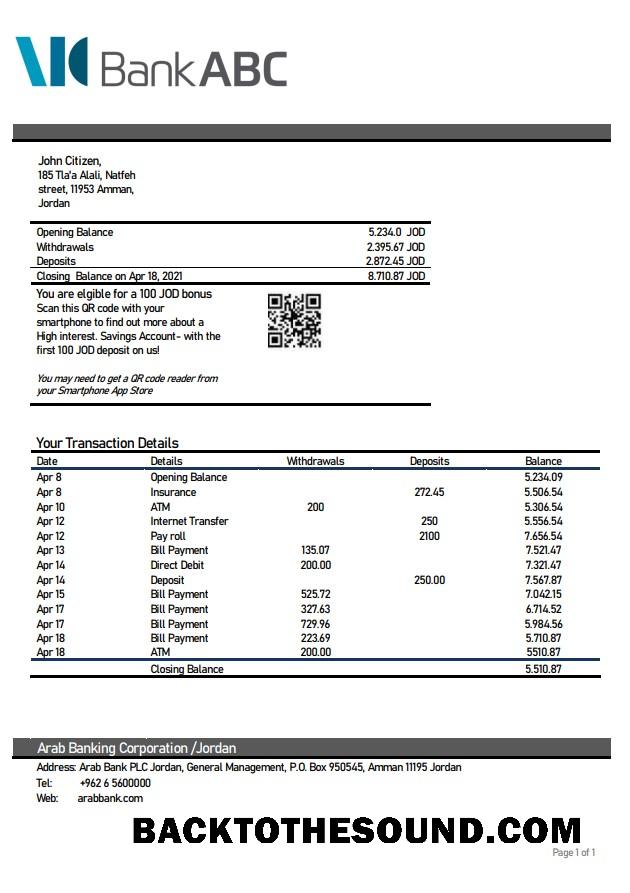 Bank ABC
John Citizen,
185 Tla'a Alali, Natfeh
street, 11953 Amman,
Jordan
Opening Balance 5.234.0 JOD
Withdrawals 2.395.67 JOD
Deposits 2.872.45 JOD
Closing Balance on Apr 18, 2021 8.710.87 JOD
You are elgible for a 100 JOD bonus
Scan this QR code with your
smartphone to find out more about a
High interest. Savings Account- with the
first 100 JOD deposit on us!
You may need to get a QR code reader from
your Smartphone App Store
Your Transaction Details
Date Details Withdrawals Deposits Balance
Apr 8 Opening Balance 5.234.09
Apr 8 Insurance 272.45 5.506.54
Apr 10 ATM 200 5.306.54
Apr 12 Internet Transfer 250 5.556.54
Apr 12 Pay roll 2100 7.656.54
Apr 13 Bill Payment 135.07 7.521.47
Apr 14 Direct Debit 200.00 7.321.47
Apr 14 Deposit 250.00 7.567.87
Apr 15 Bill Payment 525.72 7.042.15
Apr 17 Bill Payment 327.63 6.714.52
Apr 17 Bill Payment 729.96 5.984.56
Apr 18 Bill Payment 223.69 5.710.87
Apr 18 ATM 200.00 5510.87
Closing Balance 5.510.87
Arab Banking Corporation /Jordan
Address: Arab Bank PLC Jordan, General Management, P.O. Box 950545, Amman 11195 Jordan
Tel: +962 6 5600000
Web: arabbank.com
BACKTOTHESOUND.COM
Page 1 of 1